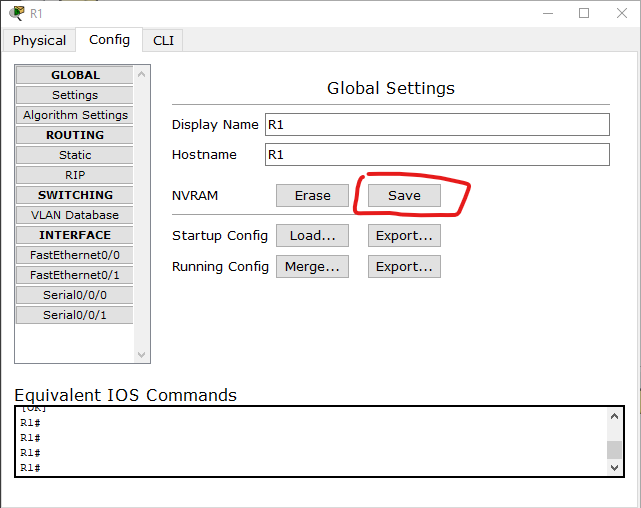 R1
Physical Config CLI
GLOBAL
Settings
Algorithm Settings
ROUTING
Static
RIP
SWITCHING
VLAN Database
INTERFACE
FastEthernet0/0
FastEthernet0/1
Serial0/0/0
Serial0/0/1
Global Settings
Display Name R1
Hostname R1
NVRAM Erase Save
Startup Config Load... Export...
Running Config Merge... Export...
Equivalent IOS Commands
[OK]
R1#
R1#
R1#
R1#